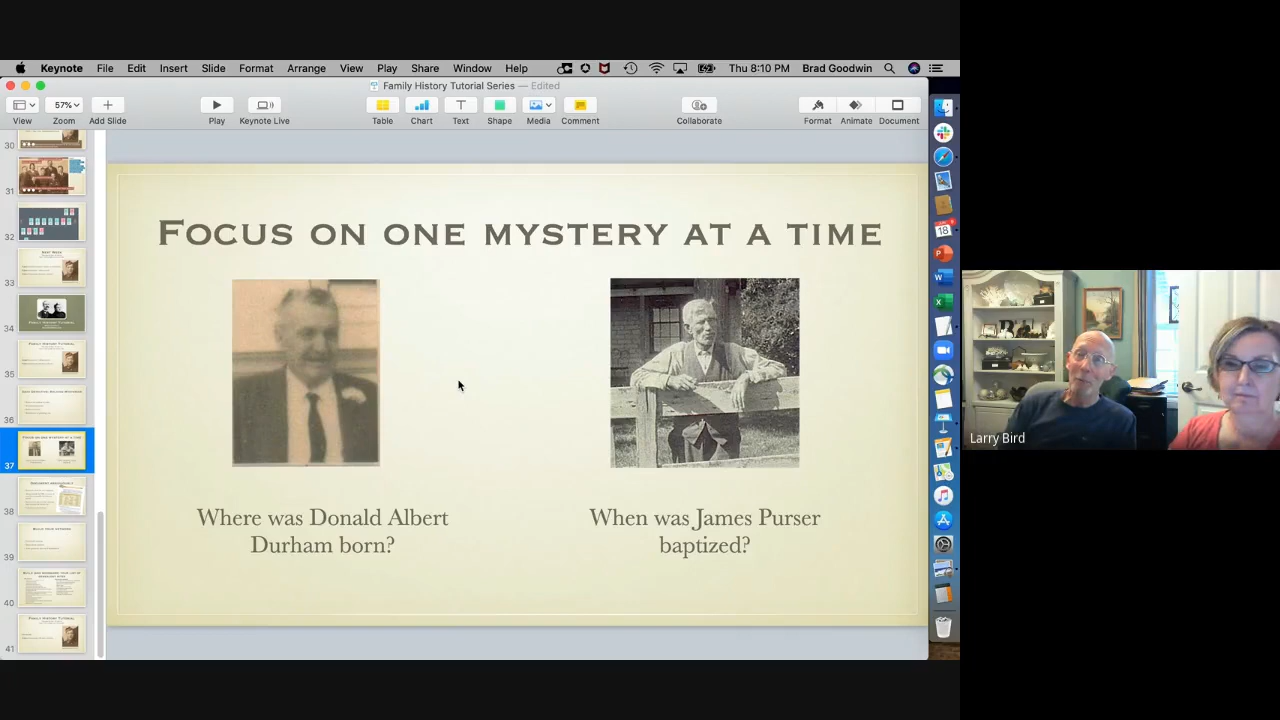 Keynote File Edit Insert Slide Format Arrange View Play Share Window Help Thu 8:10 PM Brad Goodwin
Family History Tutorial Series — Edited
57%
View Zoom Add Slide Play Keynote Live Table Chart Text Shape Media Comment Collaborate Format Animate Document
30
31
32
33
34
35
36
37
38
39
40
41
Focus on one mystery at a time
Where was Donald Albert
Durham born?
When was James Purser
baptized?
18
Larry Bird